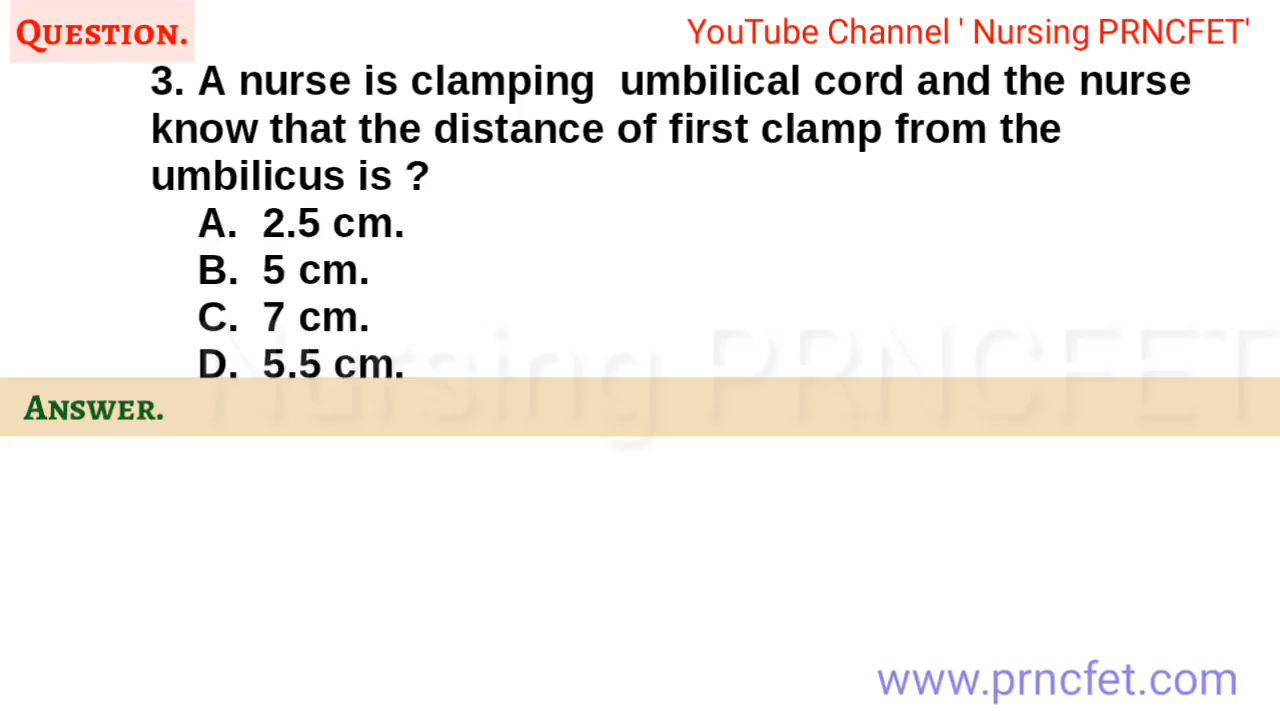 QUESTION.
YouTube Channel ' Nursing PRNCFET'
3. A nurse is clamping umbilical cord and the nurse
know that the distance of first clamp from the
umbilicus is ?
A. 2.5 cm.
B. 5 cm.
C. 7 cm.
D. 5.5 cm.
Nursing PRNCFET
ANSWER.
www.prncfet.com